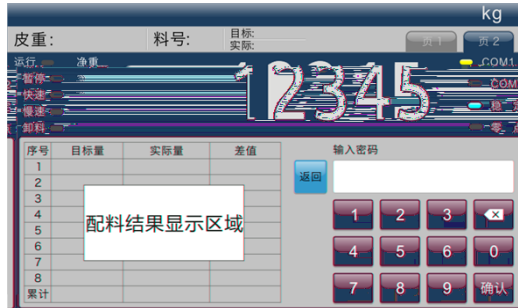 kg
皮重:
料号:
目标:
实际:
页 1
页 2
运行
净重
COM1
暂停
12345
COM
快速
慢速
稳
卸料
零 点
序号 目标量 实际量 差值
1
2
3
4
5
6
7
8
累计
配料结果显示区域
输入密码
返回
1 2 3
4 5 6 0
7 8 9 确认